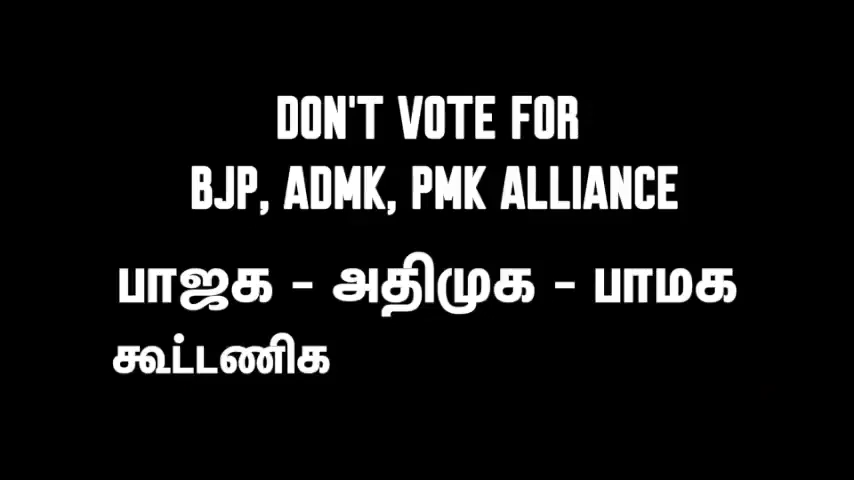 DON'T VOTE FOR
BJP, ADMK, PMK ALLIANCE
பாஜக - அதிமுக - பாமக
கூட்டணிக